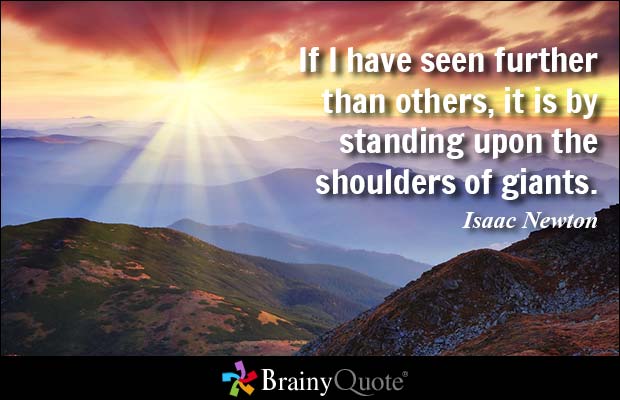 If I have seen further
than others, it is by
standing upon the
shoulders of giants.
Isaac Newton
BrainyQuote®